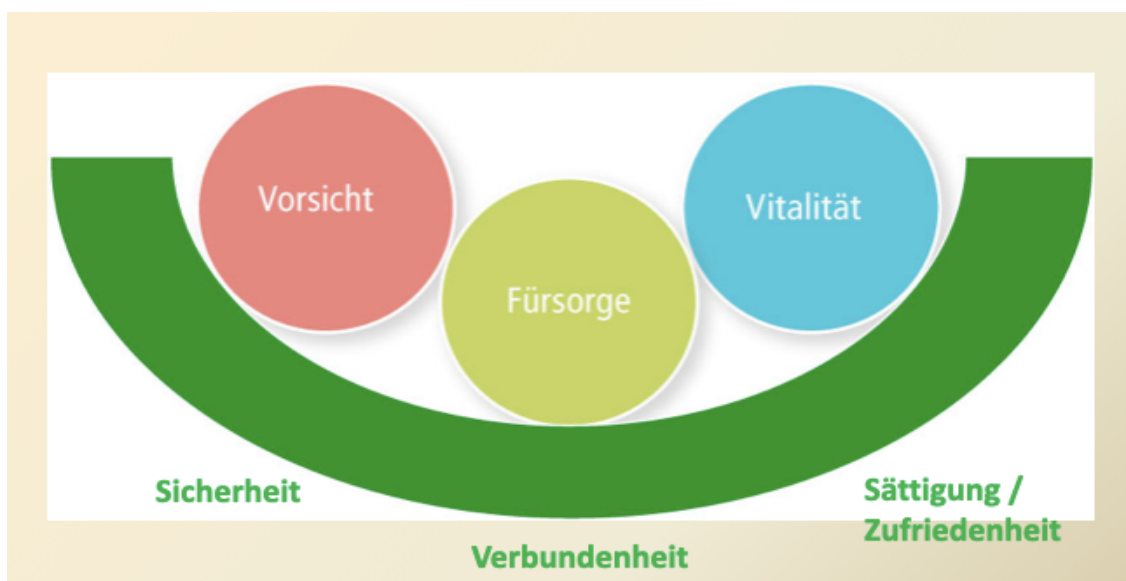 Vorsicht
Vitalität
Fürsorge
Sicherheit
Sättigung /
Zufriedenheit
Verbundenheit